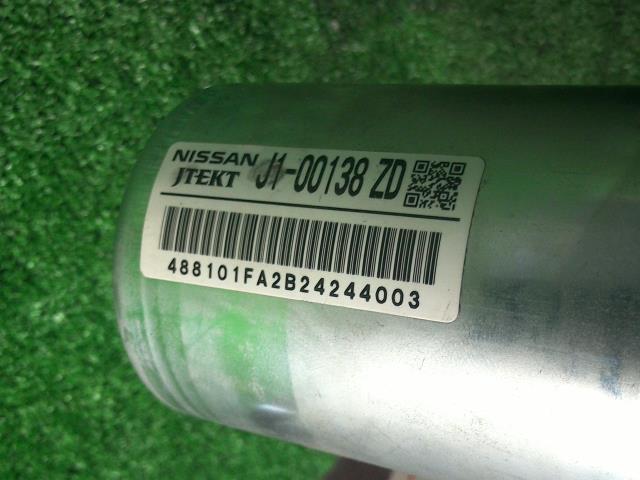 NISSAN J1-00138 ZD
JTEKT
488101FA2B24244003